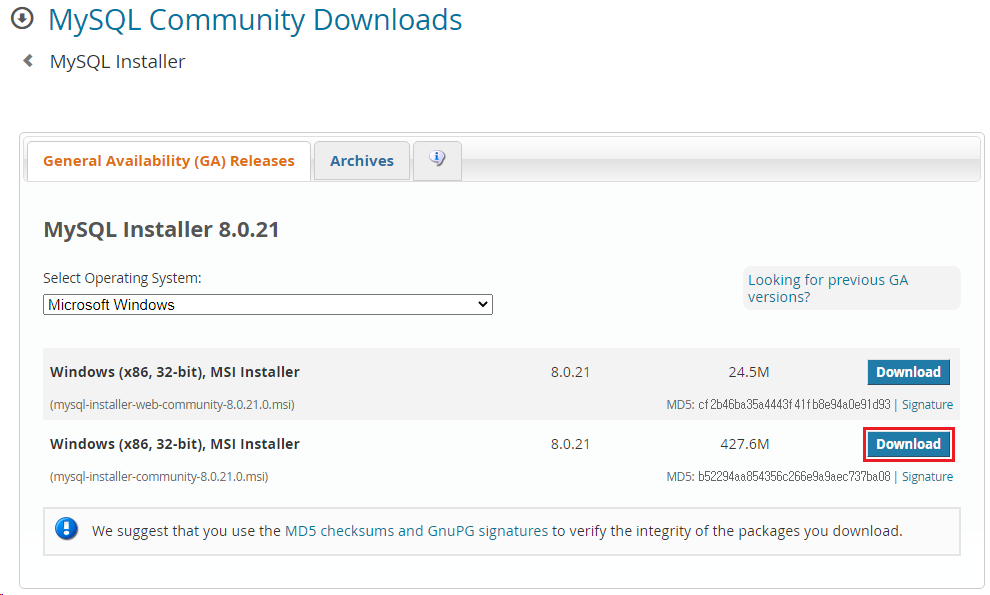 MySQL Community Downloads
MySQL Installer
General Availability (GA) Releases
Archives
MySQL Installer 8.0.21
Select Operating System:
Microsoft Windows
Looking for previous GA
versions?
Windows (x86, 32-bit), MSI Installer 8.0.21 24.5M Download
(mysql-installer-web-community-8.0.21.0.msi) MD5: cf2b46ba35a4443f41fb8e94a0e91d93 | Signature
Windows (x86, 32-bit), MSI Installer 8.0.21 427.6M Download
(mysql-installer-community-8.0.21.0.msi) MD5: b52294aa854356c266e9a9aec737ba08 | Signature
We suggest that you use the MD5 checksums and GnuPG signatures to verify the integrity of the packages you download.